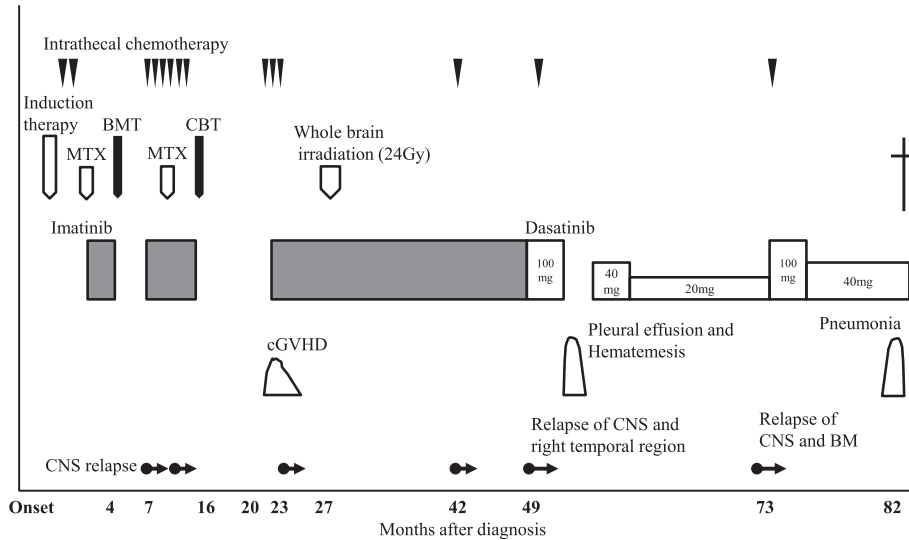 Intrathecal chemotherapy
Induction
therapy
BMT
CBT
MTX
MTX
Whole brain
irradiation (24Gy)
Imatinib
Dasatinib
100
mg
40
mg
20mg
100
mg
40mg
cGVHD
Pleural effusion and
Hematemesis
Pneumonia
Relapse of CNS and
right temporal region
Relapse of
CNS and BM
CNS relapse
Onset 4 7 16 20 23 27 42 49 73 82
Months after diagnosis